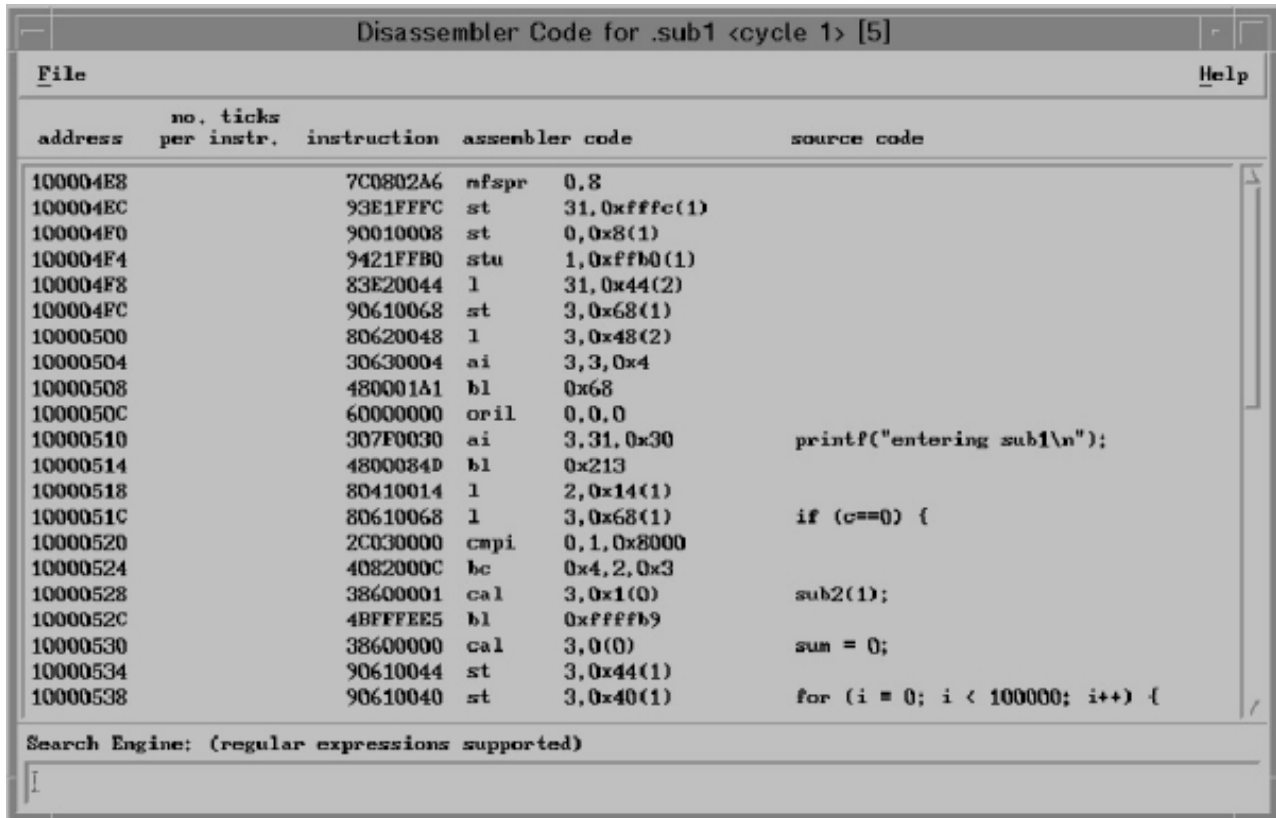 Disassembler Code for .sub1 <cycle 1> [5]
File Help
no. ticks
address per instr. instruction assembler code source code
100004E8 7C0802A6 mfspr 0,8
100004EC 93E1FFFC st 31,0xfffc(1)
100004F0 90010008 st 0,0x8(1)
100004F4 9421FFB0 stu 1,0xffb0(1)
100004F8 83E20044 l 31,0x44(2)
100004FC 90610068 st 3,0x68(1)
10000500 80620048 l 3,0x48(2)
10000504 30630004 ai 3,3,0x4
10000508 480001A1 bl 0x68
1000050C 60000000 oril 0,0,0
10000510 307F0030 ai 3,31,0x30 printf("entering sub1\n");
10000514 4800084D bl 0x213
10000518 80410014 l 2,0x14(1)
1000051C 80610068 l 3,0x68(1) if (c==0) {
10000520 2C030000 cmpi 0,1,0x8000
10000524 4082000C bc 0x4,2,0x3
10000528 38600001 cal 3,0x1(0) sub2(1);
1000052C 4BFFFEE5 bl 0xffffb9
10000530 38600000 cal 3,0(0) sum = 0;
10000534 90610044 st 3,0x44(1)
10000538 90610040 st 3,0x40(1) for (i = 0; i < 100000; i++) {
Search Engine: (regular expressions supported)